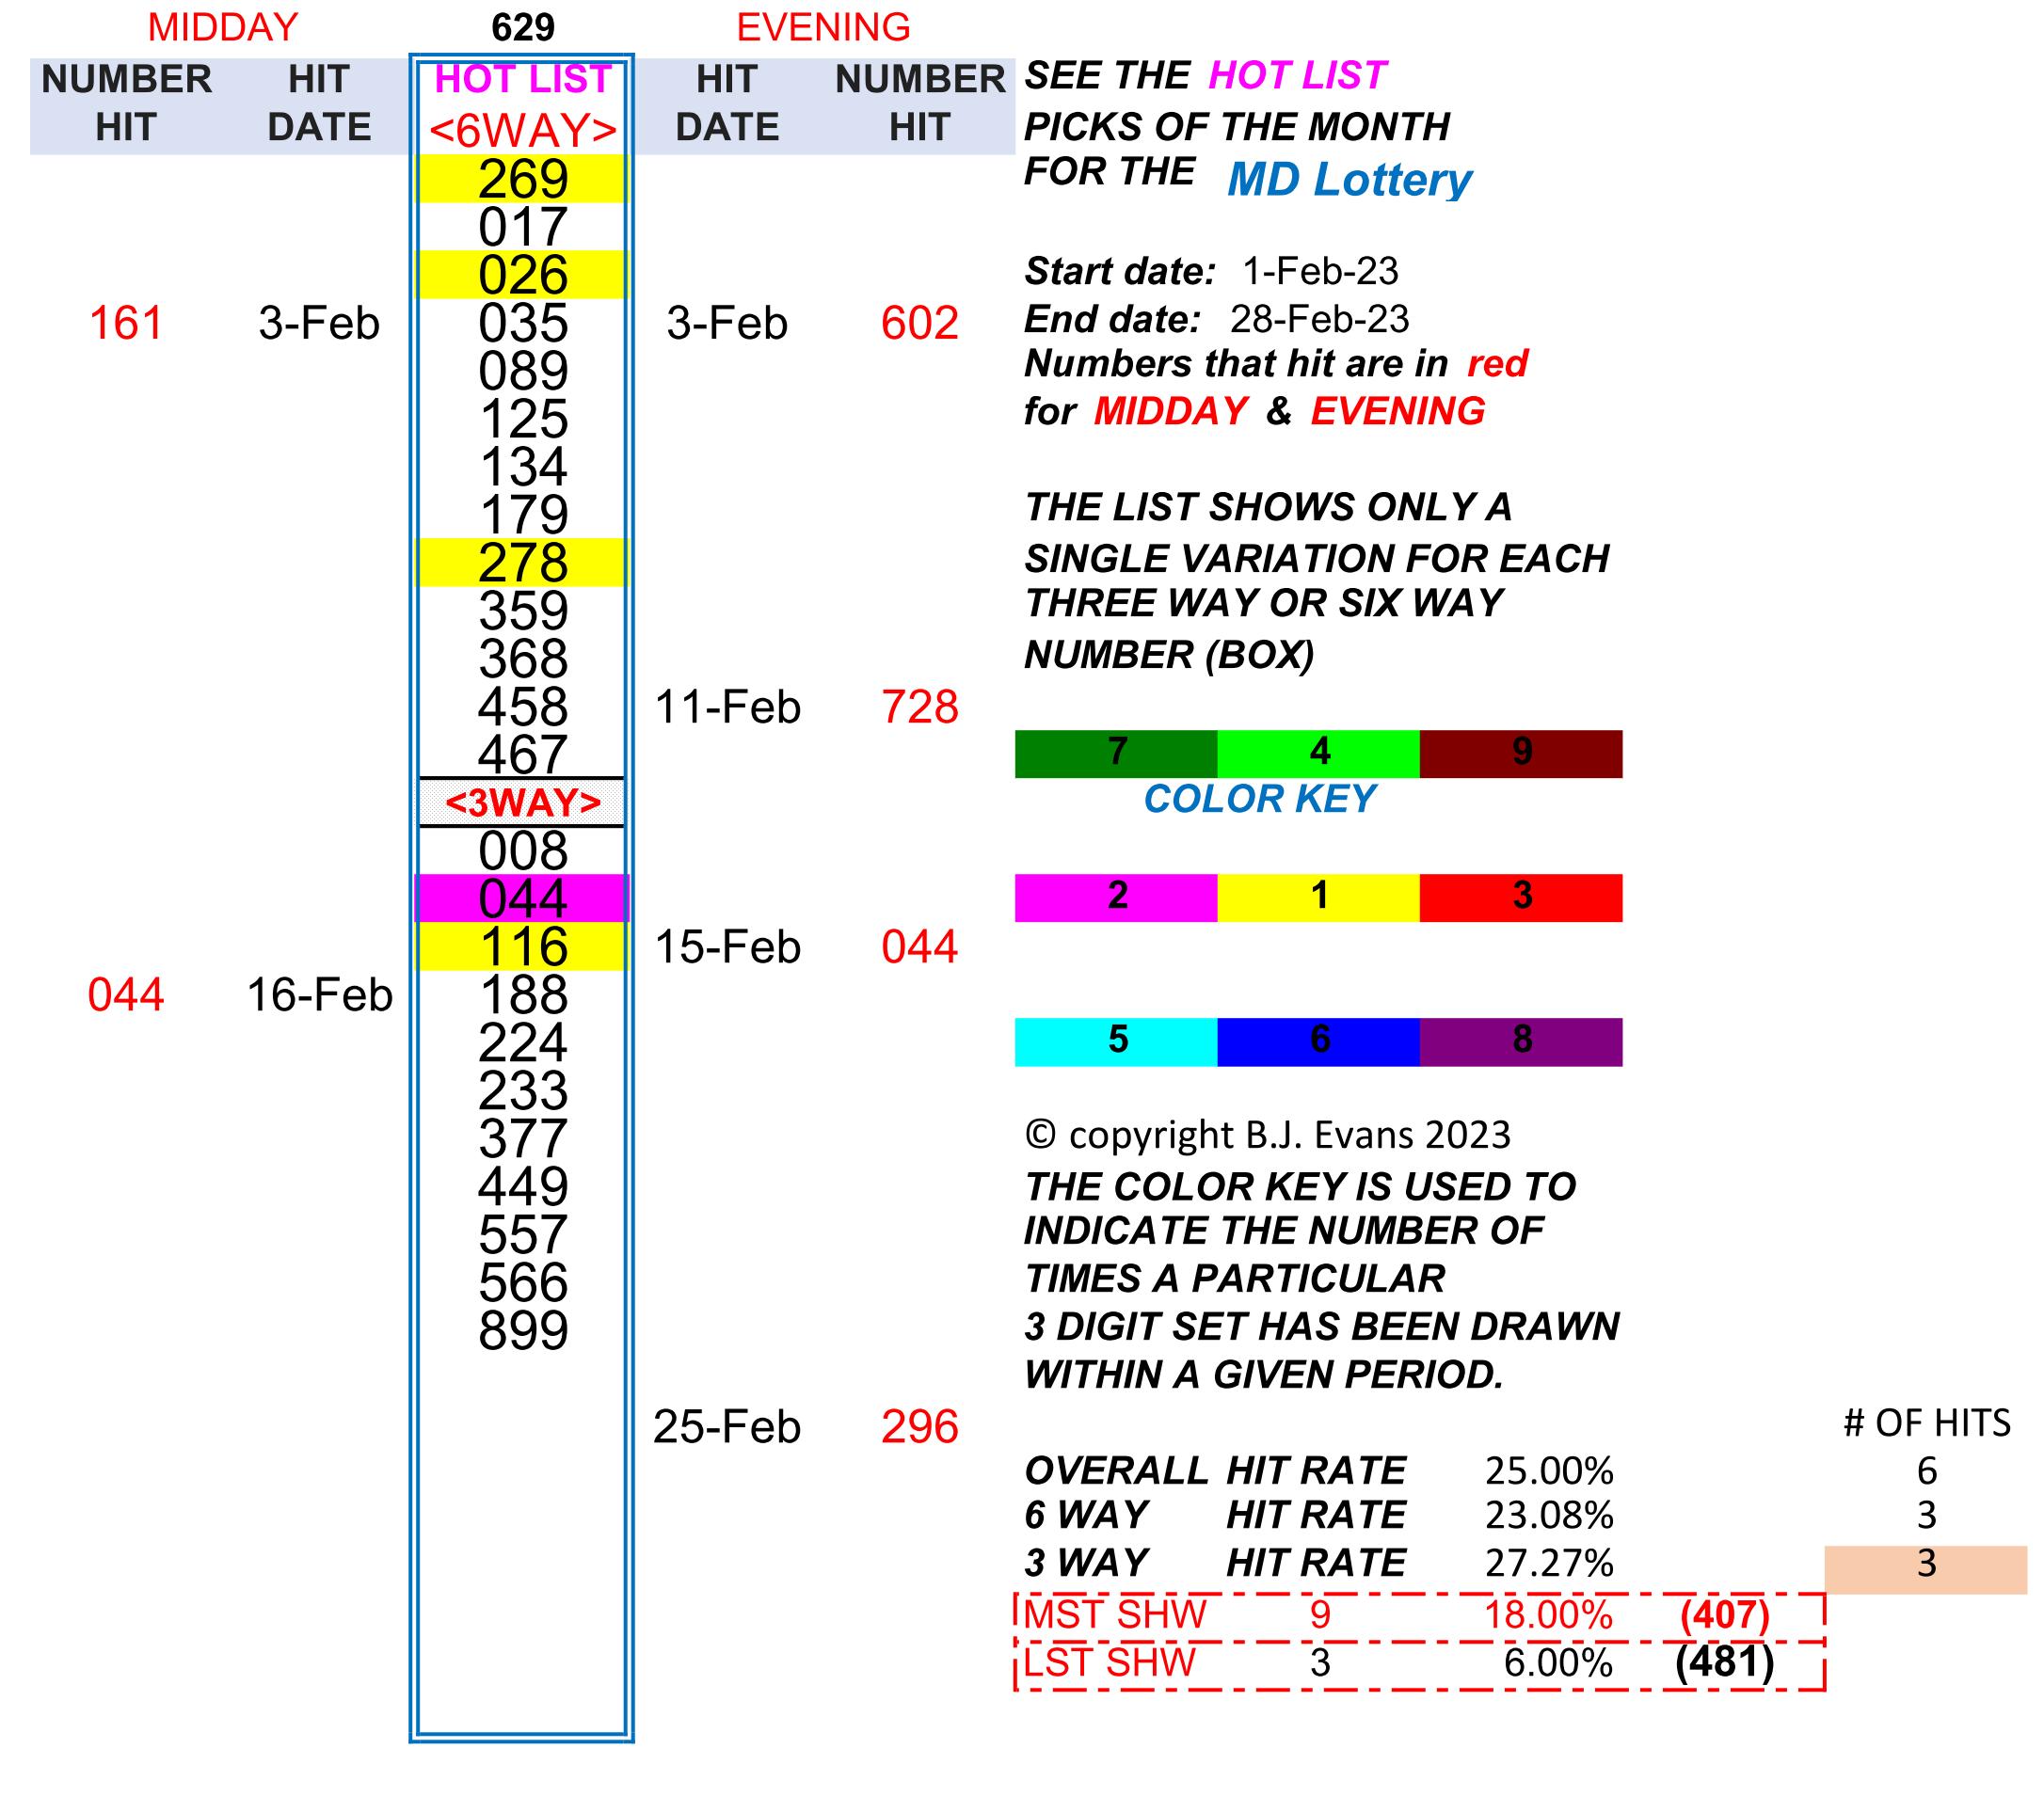 MIDDAY 629 EVENING
NUMBER HIT HOT LIST HIT NUMBER
HIT DATE <6WAY> DATE HIT
269
017
026
161 3-Feb 035 3-Feb 602
089
125
134
179
278
359
368
458 11-Feb 728
467
<3WAY>
008
044
116 15-Feb 044
044 16-Feb 188
224
233
377
449
557
566
899
25-Feb 296
SEE THE HOT LIST
PICKS OF THE MONTH
FOR THE MD Lottery
Start date: 1-Feb-23
End date: 28-Feb-23
Numbers that hit are in red
for MIDDAY & EVENING
THE LIST SHOWS ONLY A
SINGLE VARIATION FOR EACH
THREE WAY OR SIX WAY
NUMBER (BOX)
7 4 9
COLOR KEY
2 1 3
5 6 8
© copyright B.J. Evans 2023
THE COLOR KEY IS USED TO
INDICATE THE NUMBER OF
TIMES A PARTICULAR
3 DIGIT SET HAS BEEN DRAWN
WITHIN A GIVEN PERIOD.
# OF HITS
OVERALL HIT RATE 25.00% 6
6 WAY HIT RATE 23.08% 3
3 WAY HIT RATE 27.27% 3
MST SHW 9 18.00% (407)
LST SHW 3 6.00% (481)